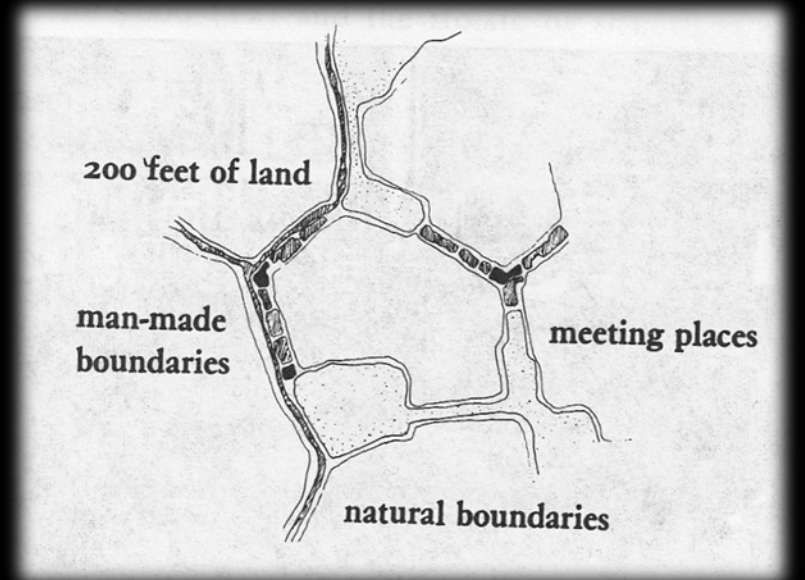 200 feet of land
man-made
boundaries
meeting places
natural boundaries